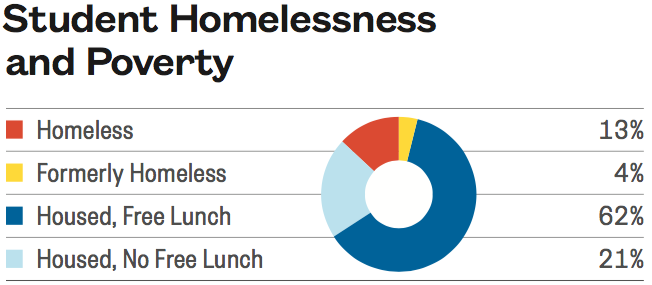 Student Homelessness
and Poverty
Homeless 13%
Formerly Homeless 4%
Housed, Free Lunch 62%
Housed, No Free Lunch 21%